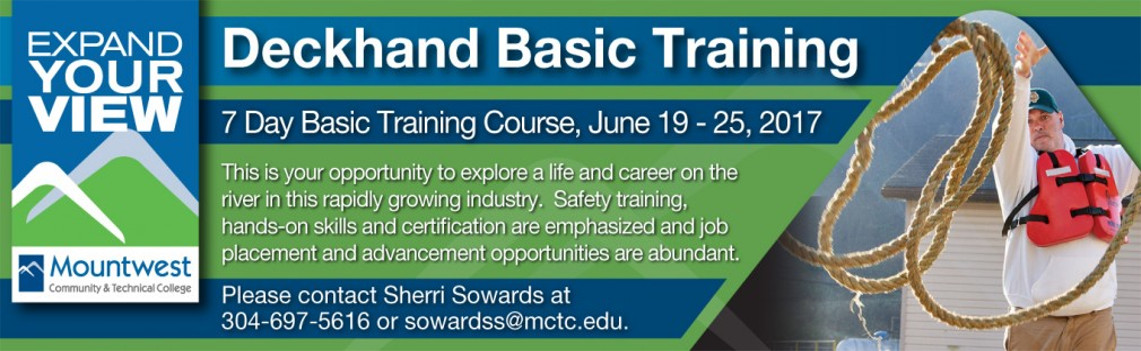 EXPAND
YOUR
VIEW
Mountwest
Community & Technical College
Deckhand Basic Training
7 Day Basic Training Course, June 19 - 25, 2017
This is your opportunity to explore a life and career on the
river in this rapidly growing industry.  Safety training,
hands-on skills and certification are emphasized and job
placement and advancement opportunities are abundant.
Please contact Sherri Sowards at
304-697-5616 or sowardss@mctc.edu.